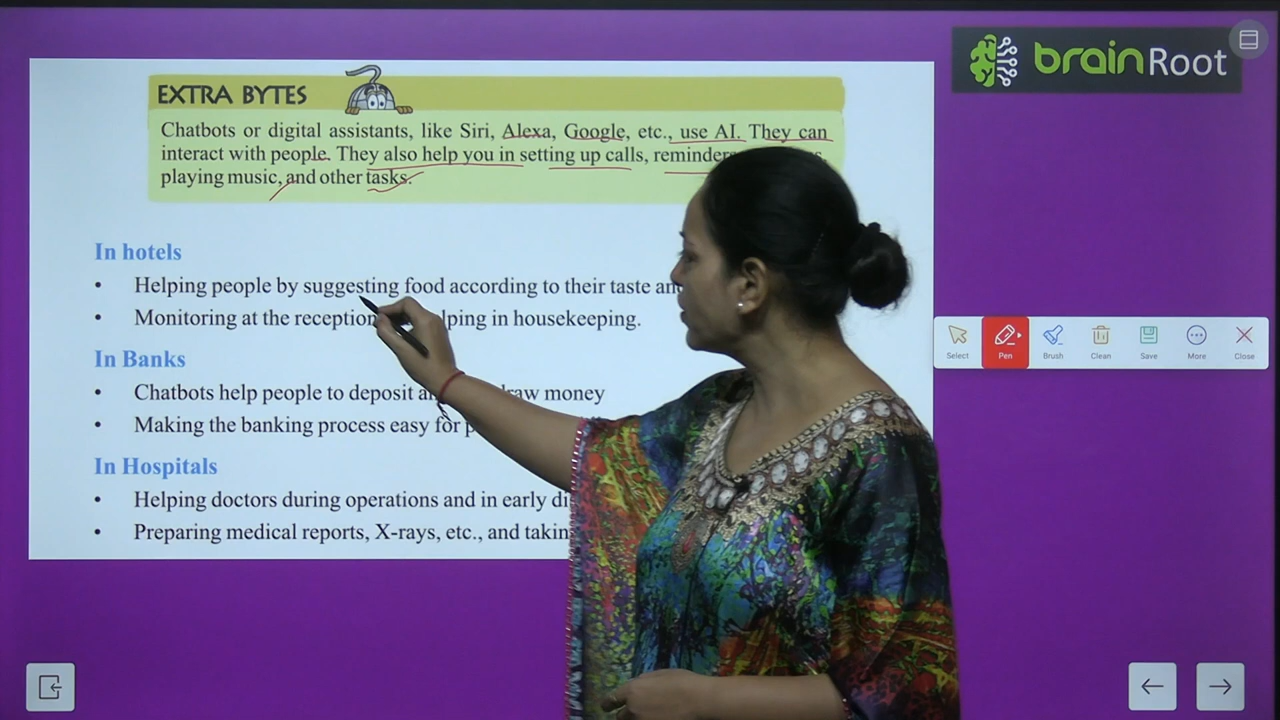 brainRoot
EXTRA BYTES
Chatbots or digital assistants, like Siri, Alexa, Google, etc., use AI. They can
interact with people. They also help you in setting up calls, reminders
playing music, and other tasks.
In hotels
• Helping people by suggesting food according to their taste
• Monitoring at the reception helping in housekeeping.
In Banks
• Chatbots help people to deposit money
• Making the banking process easy for
In Hospitals
• Helping doctors during operations and in early
• Preparing medical reports, X-rays, etc., and
Select
Pen
Brush
Clean
Save
More
Close